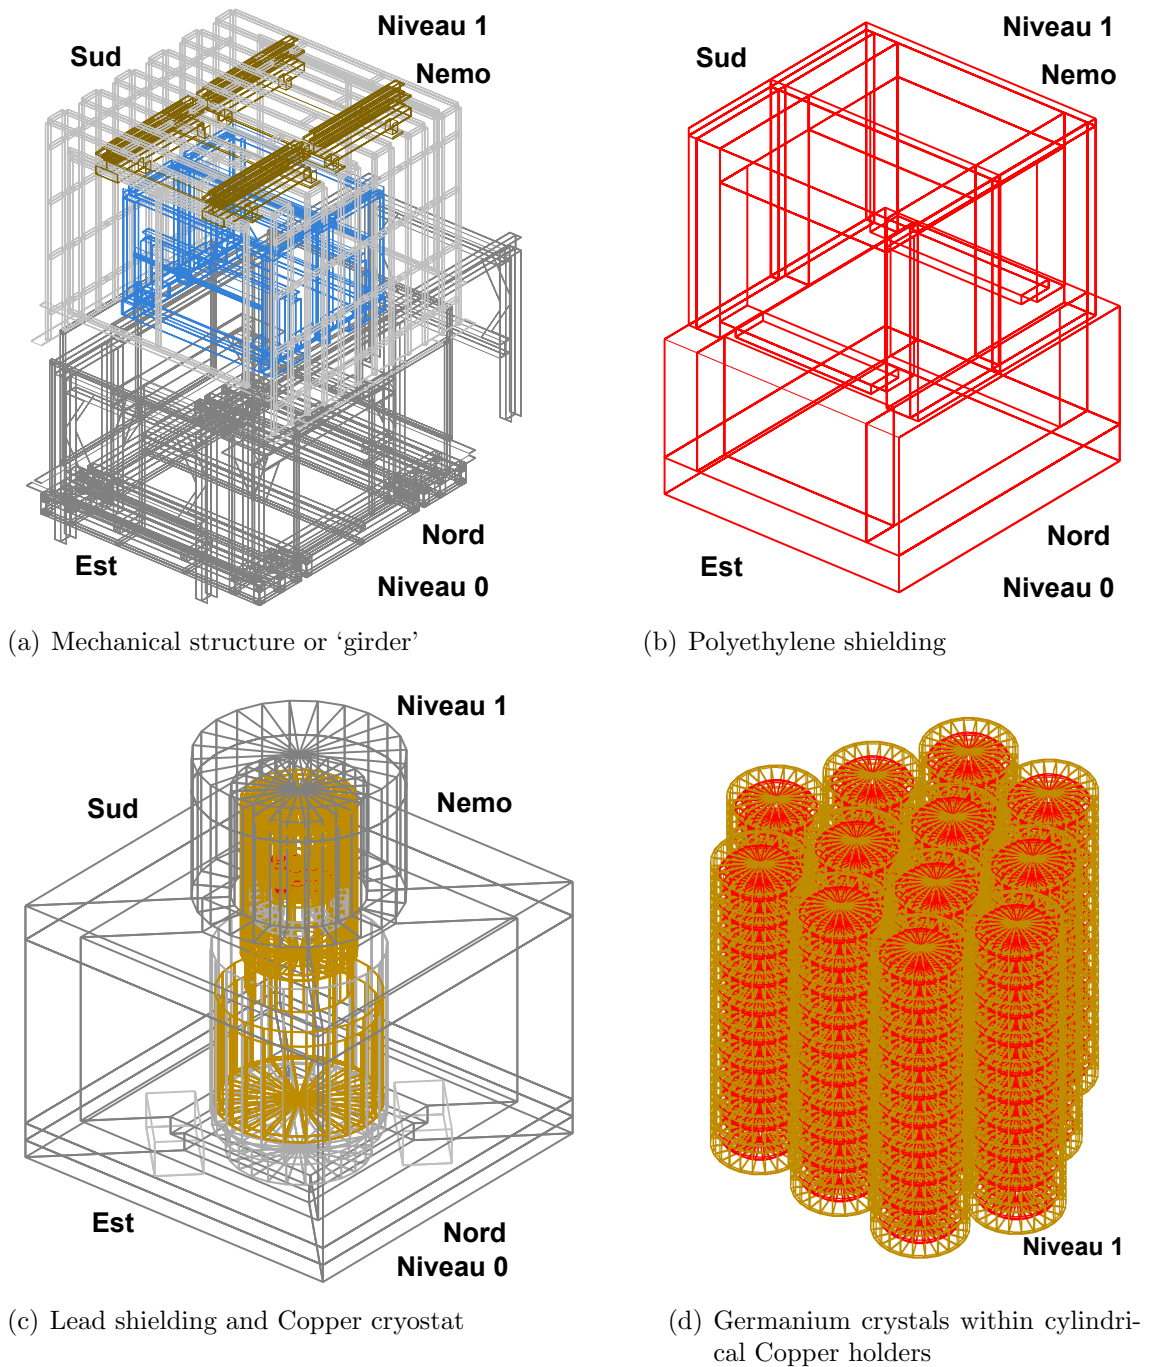 Niveau 1
Sud
Nemo
Est
Nord
Niveau 0
(a) Mechanical structure or ‘girder’
Niveau 1
Sud
Nemo
Est
Nord
Niveau 0
(b) Polyethylene shielding
Niveau 1
Sud
Nemo
Est
Nord
Niveau 0
(c) Lead shielding and Copper cryostat
Niveau 1
(d) Germanium crystals within cylindri-
cal Copper holders